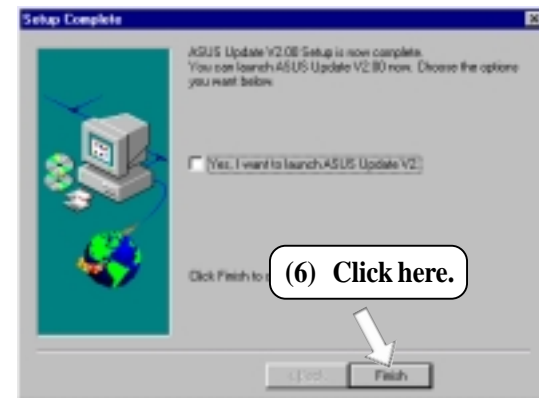 Setup Complete
ASUS Update V2.00 Setup is now complete.
You can launch ASUS Update V2.00 now. Choose the options
you want below.
Yes, I want to launch ASUS Update V2.
Click Finish to
(6) Click here.
< Back
Finish